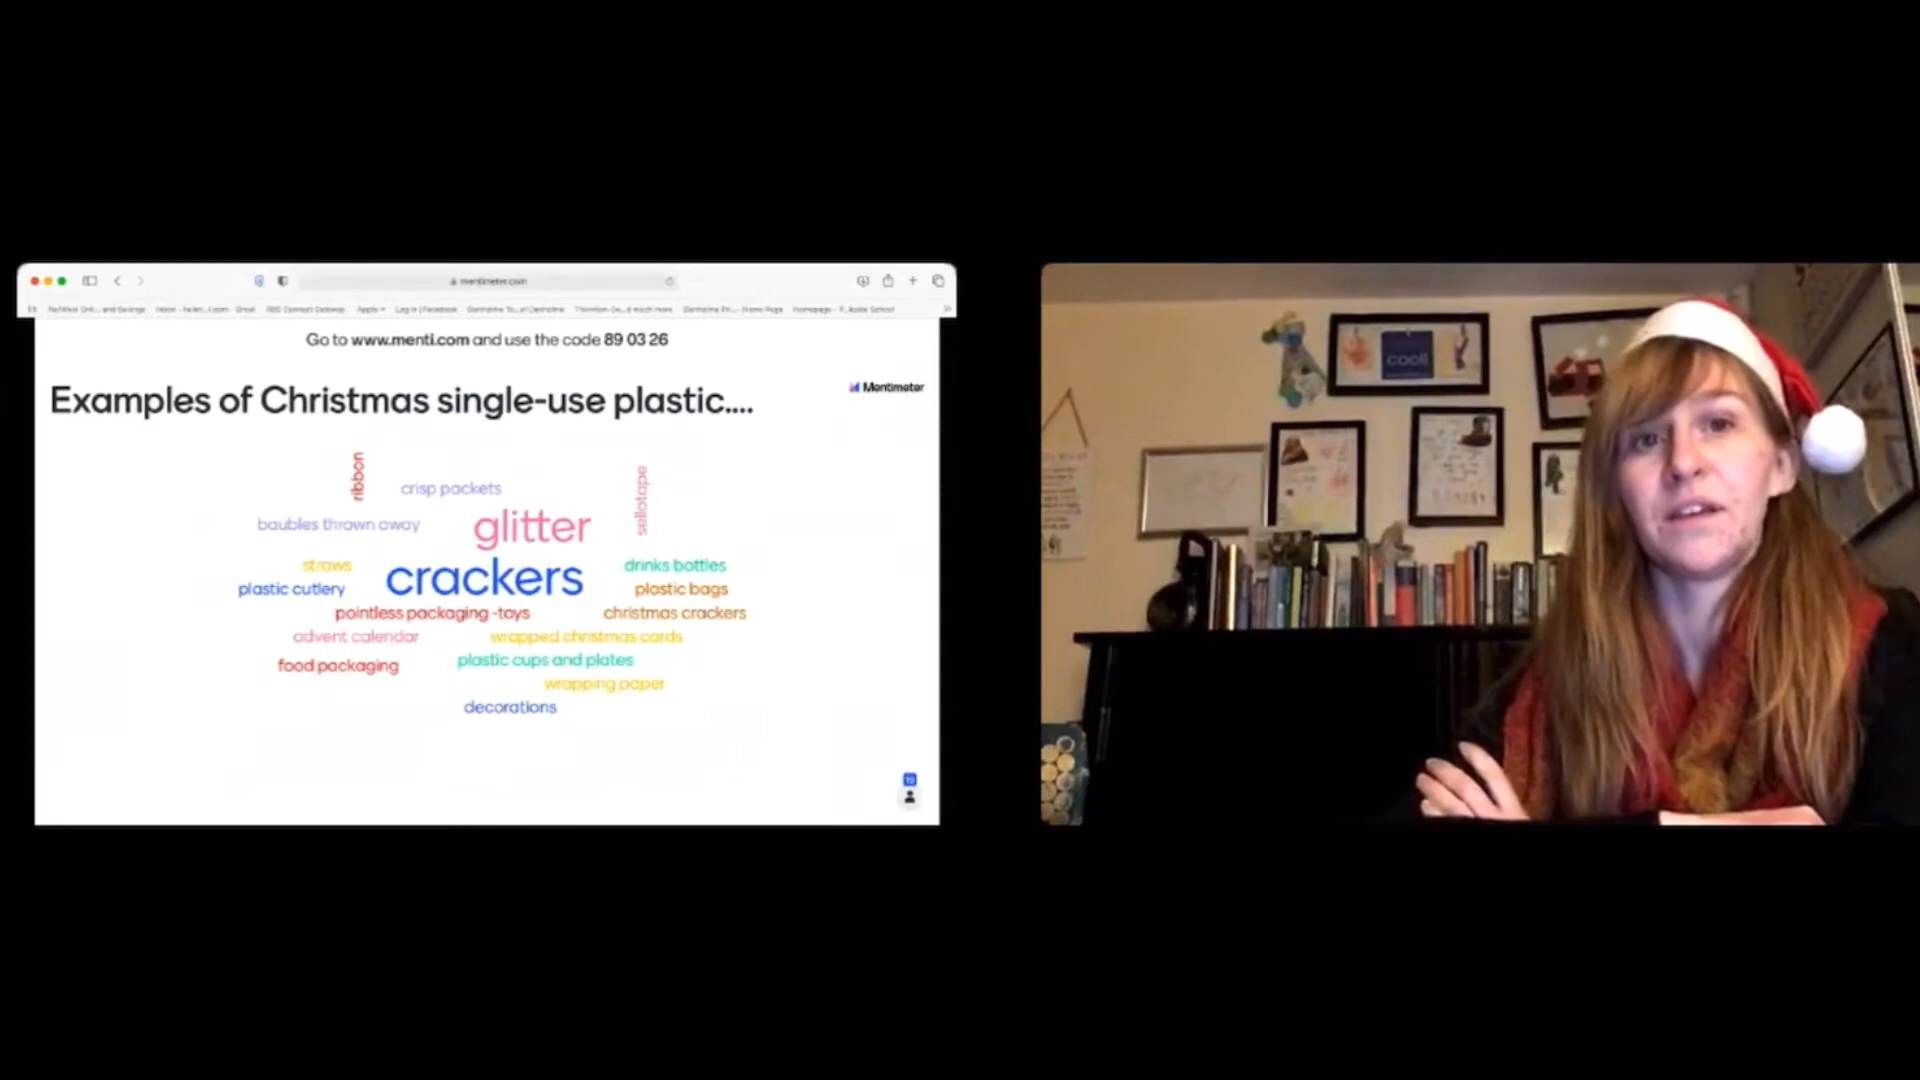 mentimeter.com
Go to www.menti.com and use the code 89 03 26
Mentimeter
Examples of Christmas single-use plastic....
ribbon
crisp packets
sellotape
baubles thrown away
glitter
straws
crackers
drinks bottles
plastic cutlery
plastic bags
pointless packaging -toys
christmas crackers
advent calendar
wrapped christmas cards
food packaging
plastic cups and plates
wrapping paper
decorations
cool!